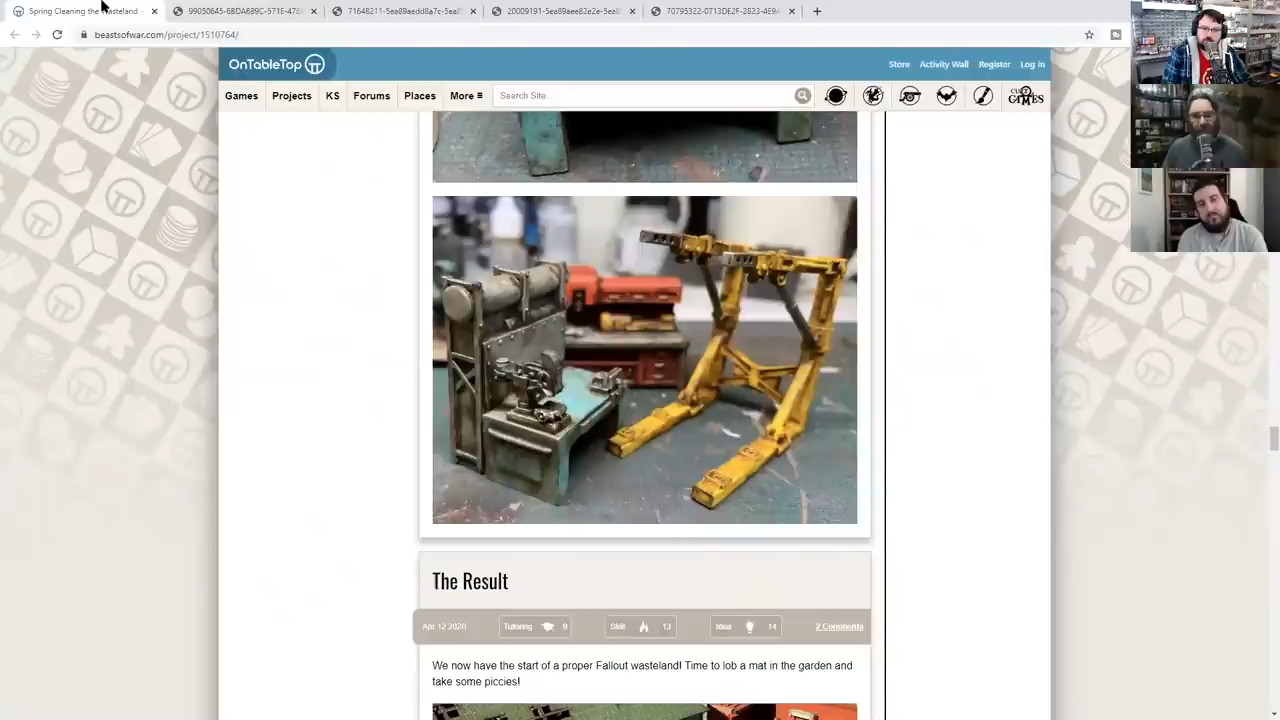 Spring Cleaning the Wasteland -
beastsofwar.com/project/1510764/
OnTableTop
Store Activity Wall Register Log in
Games Projects KS Forums Places More ≡ Search Site
The Result
Apr 12 2020 Tutoring 9 Skill 13 Idea 14 2 Comments
We now have the start of a proper Fallout wasteland! Time to lob a mat in the garden and
take some piccies!